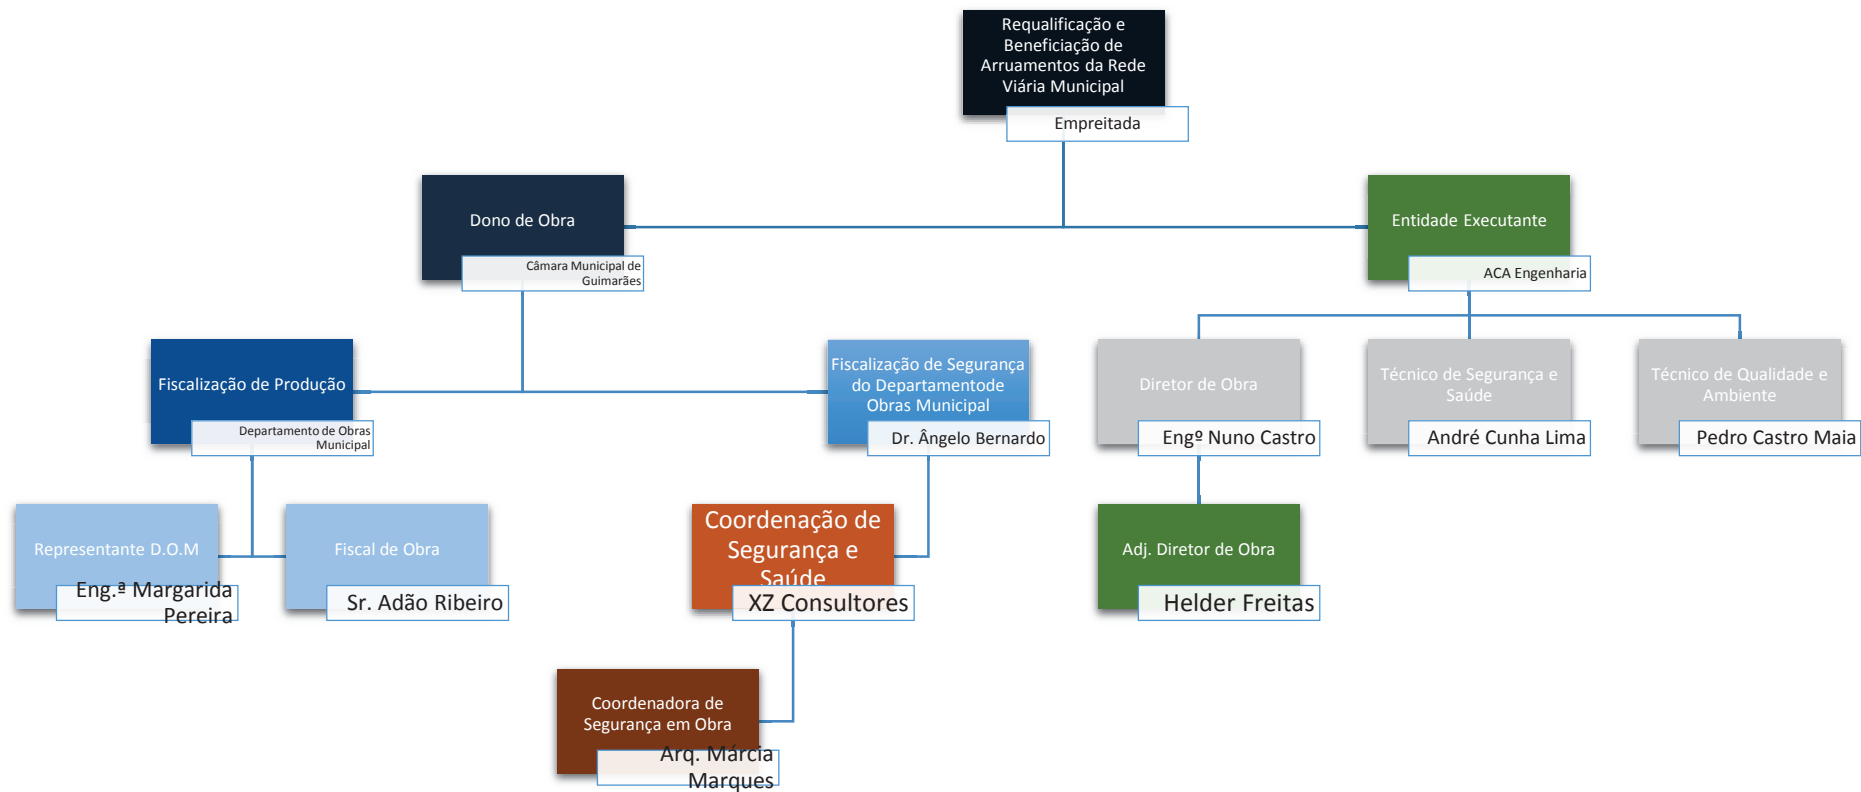 Requalificação e
Beneficiação de
Arruamentos da Rede
Viária Municipal
Empreitada
Dono de Obra
Câmara Municipal de
Guimarães
Entidade Executante
ACA Engenharia
Fiscalização de Produção
Departamento de Obras
Municipal
Fiscalização de Segurança
do Departamentode
Obras Municipal
Dr. Ângelo Bernardo
Diretor de Obra
Engº Nuno Castro
Técnico de Segurança e
Saúde
André Cunha Lima
Técnico de Qualidade e
Ambiente
Pedro Castro Maia
Representante D.O.M
Eng.ª Margarida
Pereira
Fiscal de Obra
Sr. Adão Ribeiro
Coordenação de
Segurança e
Saúde
XZ Consultores
Adj. Diretor de Obra
Helder Freitas
Coordenadora de
Segurança em Obra
Arq. Márcia
Marques